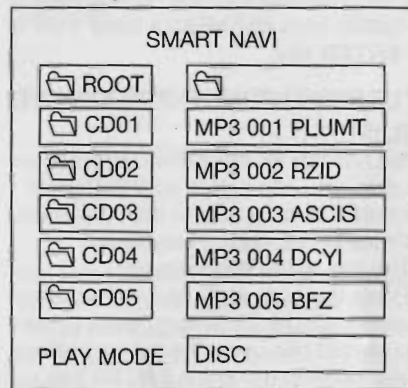 SMART NAVI
ROOT
CD01 MP3 001 PLUMT
CD02 MP3 002 RZID
CD03 MP3 003 ASCIS
CD04 MP3 004 DCYI
CD05 MP3 005 BFZ
PLAY MODE DISC